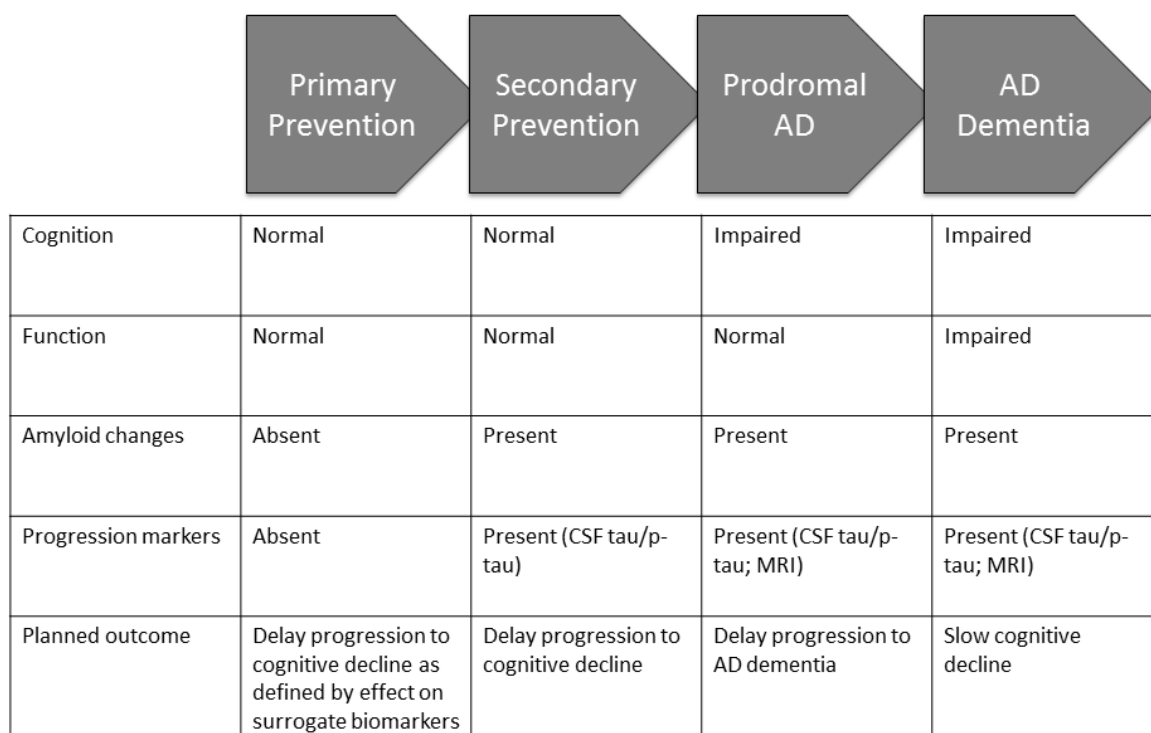 Primary
Prevention
Secondary
Prevention
Prodromal
AD
AD
Dementia
Cognition
Normal
Normal
Impaired
Impaired
Function
Normal
Normal
Normal
Impaired
Amyloid changes
Absent
Present
Present
Present
Progression markers
Absent
Present (CSF tau/p-
tau)
Present (CSF tau/p-
tau; MRI)
Present (CSF tau/p-
tau; MRI)
Planned outcome
Delay progression to
cognitive decline as
defined by effect on
surrogate biomarkers
Delay progression to
cognitive decline
Delay progression to
AD dementia
Slow cognitive
decline